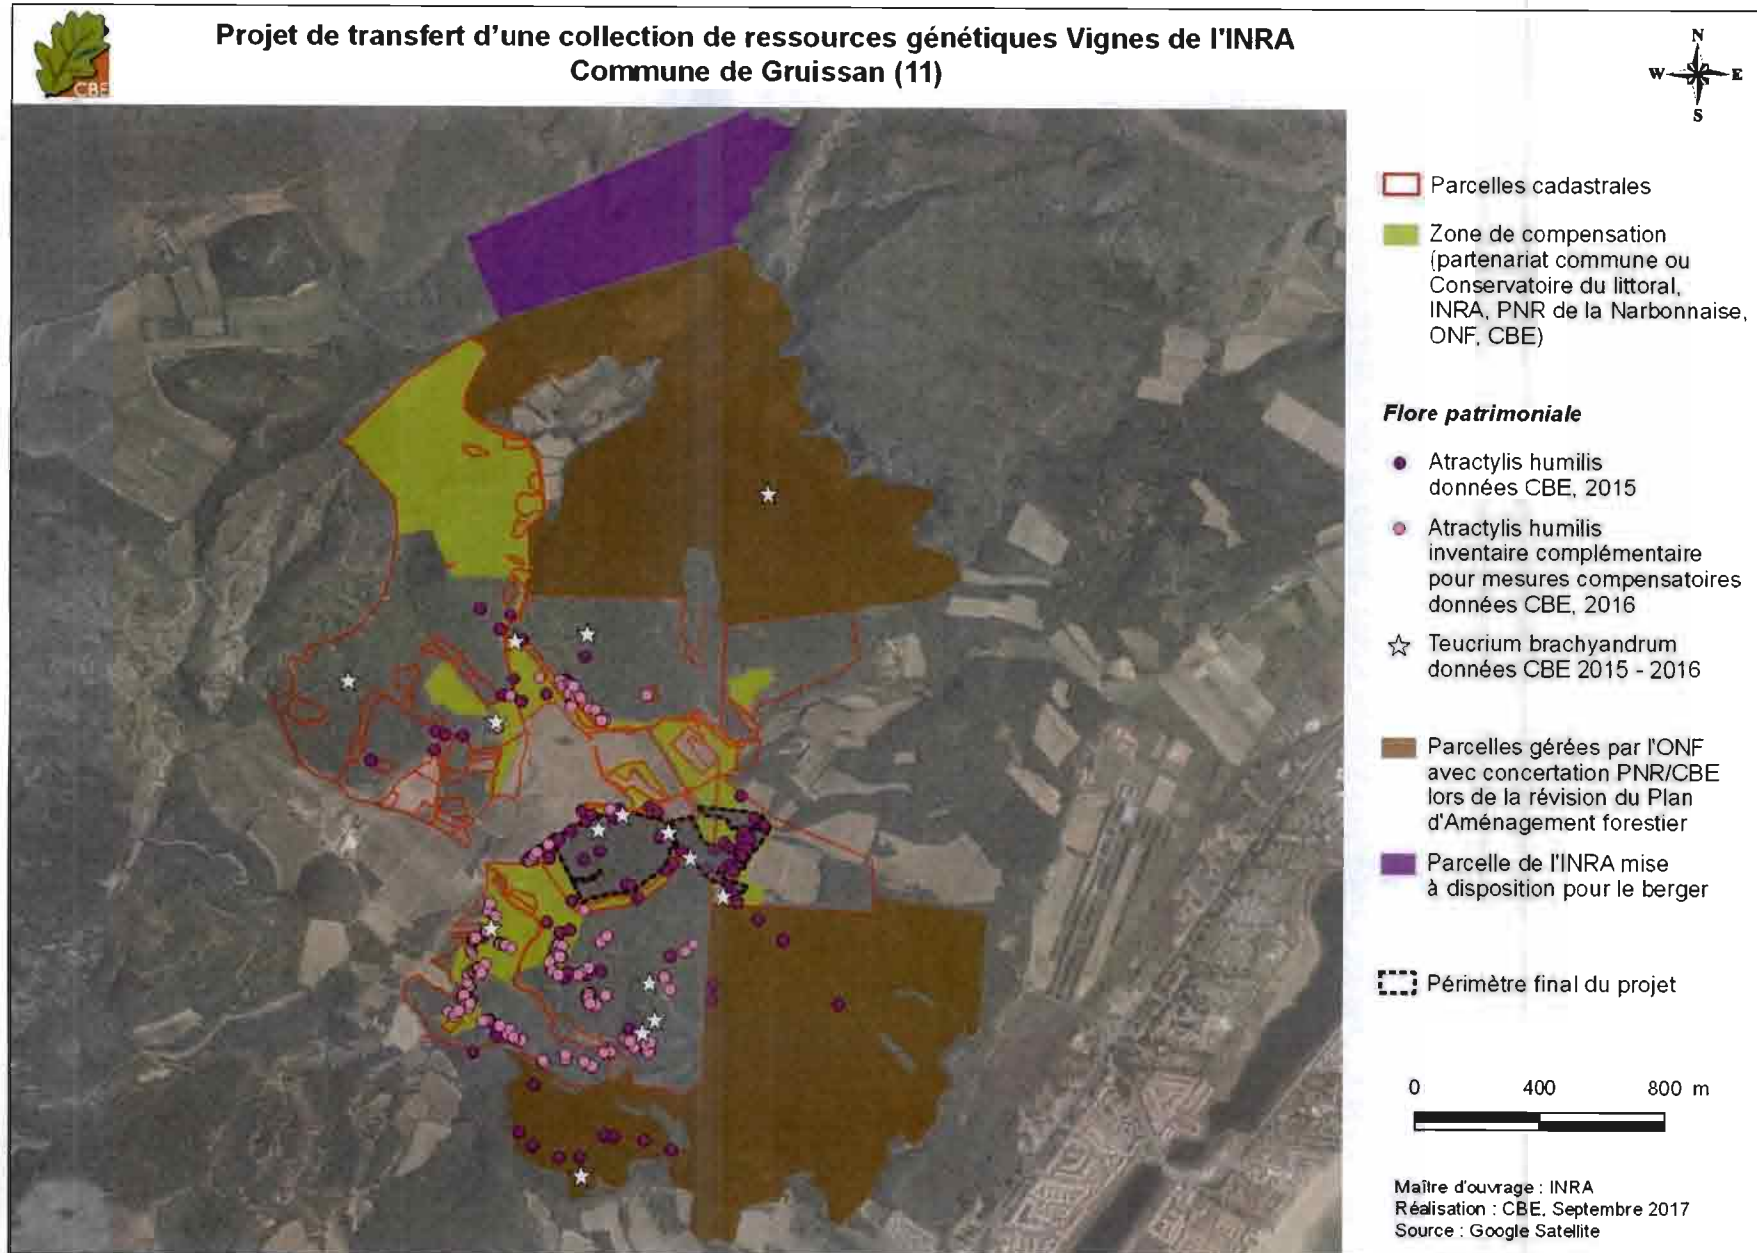 CBE
Projet de transfert d'une collection de ressources génétiques Vignes de l'INRA
Commune de Gruissan (11)
N
W
E
S
Parcelles cadastrales
Zone de compensation
(partenariat commune ou
Conservatoire du littoral,
INRA, PNR de la Narbonnaise,
ONF, CBE)
Flore patrimoniale
Atractylis humilis
données CBE, 2015
Atractylis humilis
inventaire complémentaire
pour mesures compensatoires
données CBE, 2016
Teucrium brachyandrum
données CBE 2015 - 2016
Parcelles gérées par l'ONF
avec concertation PNR/CBE
lors de la révision du Plan
d'Aménagement forestier
Parcelle de l'INRA mise
à disposition pour le berger
Périmètre final du projet
0 400 800 m
Maître d'ouvrage : INRA
Réalisation : CBE, Septembre 2017
Source : Google Satellite